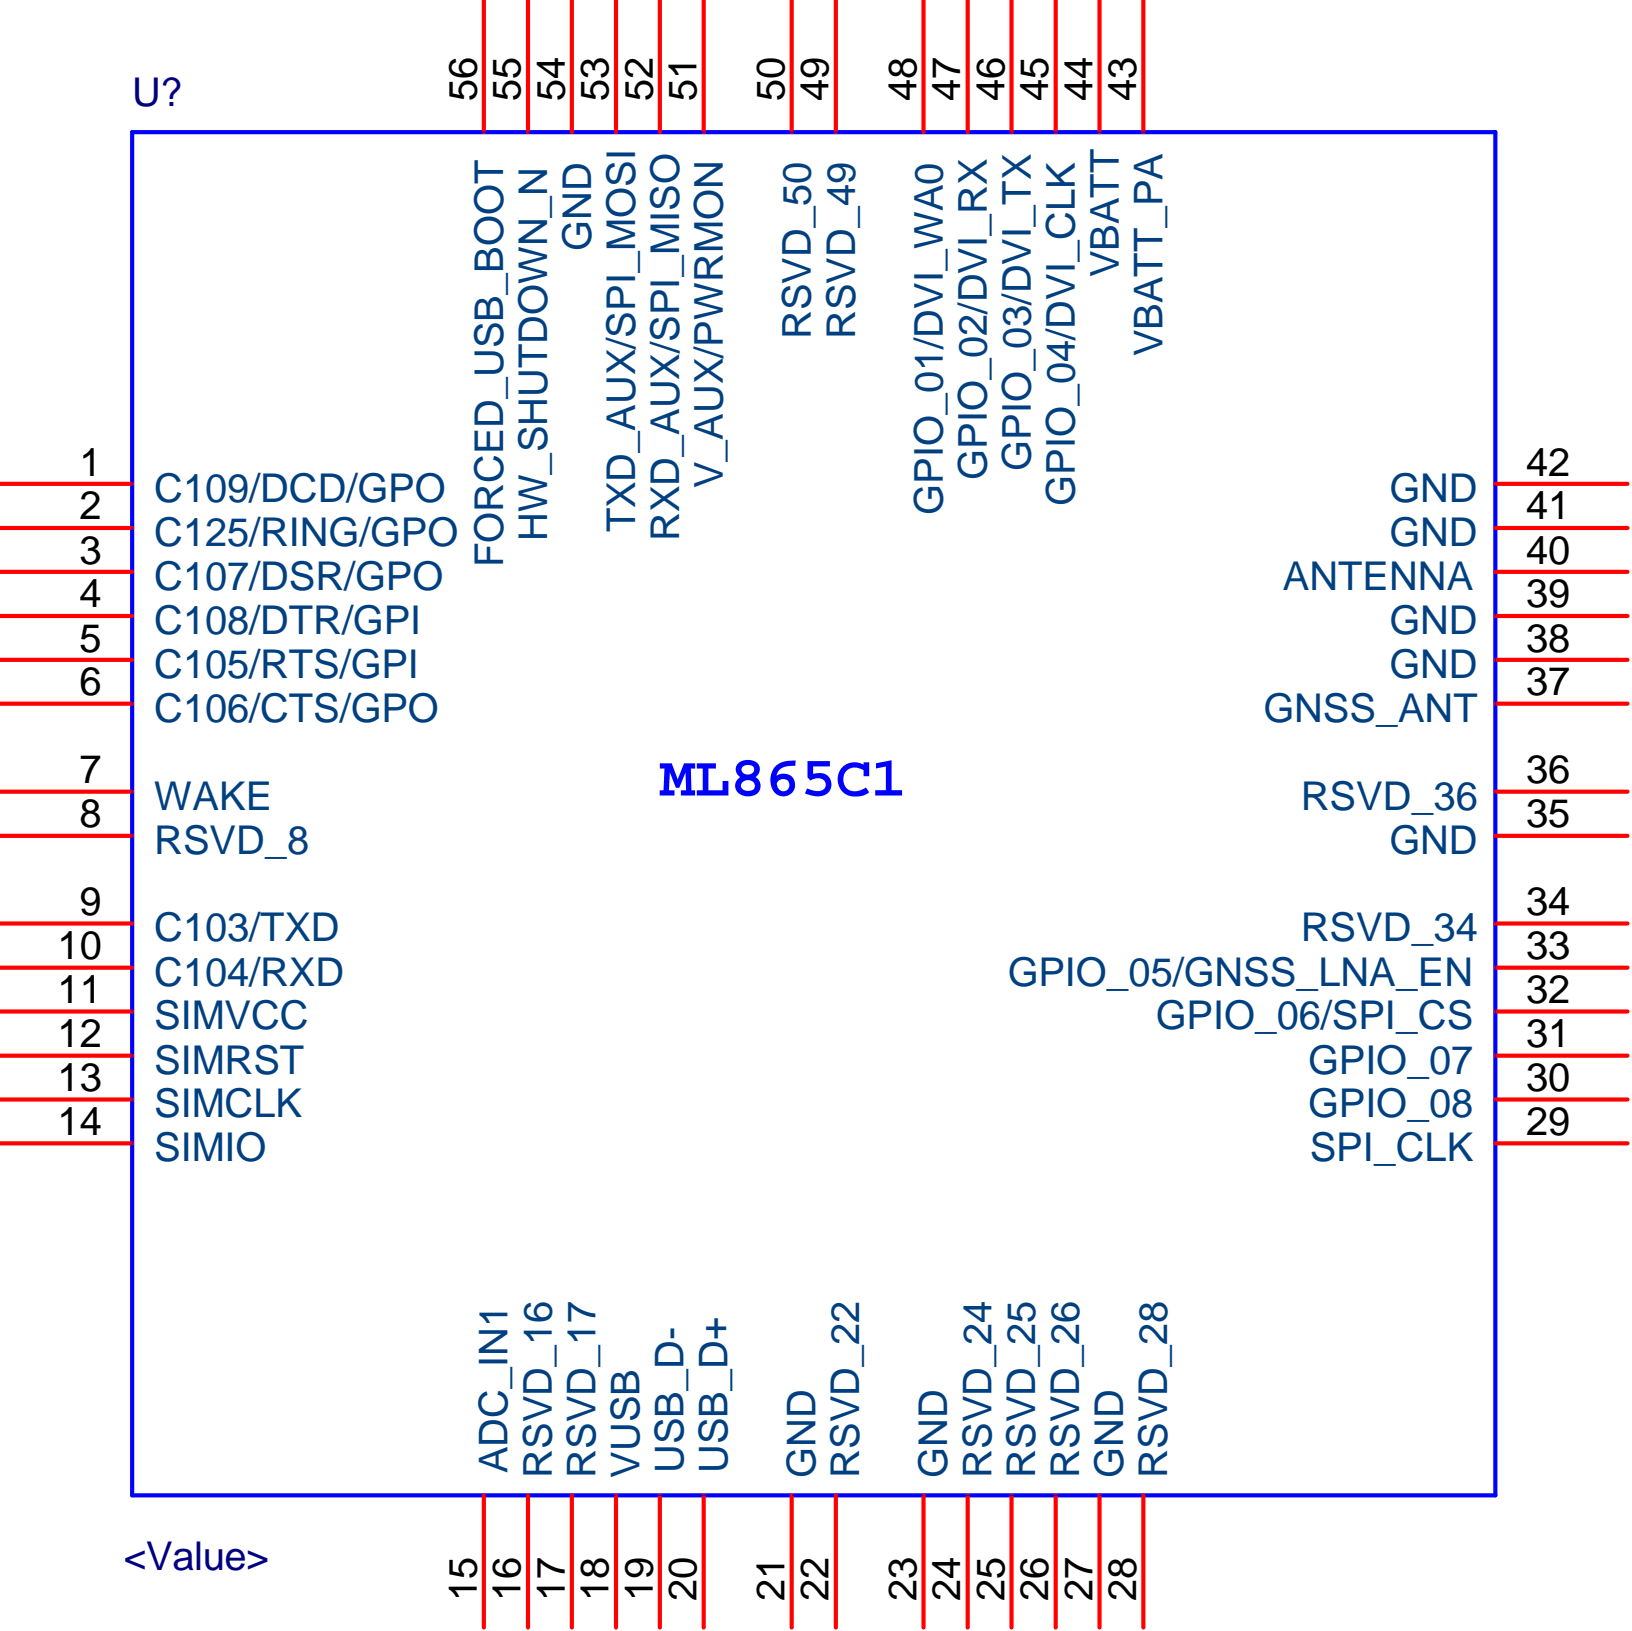 U?
56
55
54
53
52
51
50
49
48
47
46
45
44
43
FORCED_USB_BOOT
HW_SHUTDOWN_N
GND
TXD_AUX/SPI_MOSI
RXD_AUX/SPI_MISO
V_AUX/PWRMON
RSVD_50
RSVD_49
GPIO_01/DVI_WA0
GPIO_02/DVI_RX
GPIO_03/DVI_TX
GPIO_04/DVI_CLK
VBATT
VBATT_PA
1 C109/DCD/GPO
2 C125/RING/GPO
3 C107/DSR/GPO
4 C108/DTR/GPI
5 C105/RTS/GPI
6 C106/CTS/GPO
7 WAKE
8 RSVD_8
9 C103/TXD
10 C104/RXD
11 SIMVCC
12 SIMRST
13 SIMCLK
14 SIMIO
ML865C1
GND 42
GND 41
ANTENNA 40
GND 39
GND 38
GNSS_ANT 37
RSVD_36 36
GND 35
RSVD_34 34
GPIO_05/GNSS_LNA_EN 33
GPIO_06/SPI_CS 32
GPIO_07 31
GPIO_08 30
SPI_CLK 29
ADC_IN1
RSVD_16
RSVD_17
VUSB
USB_D-
USB_D+
GND
RSVD_22
GND
RSVD_24
RSVD_25
RSVD_26
GND
RSVD_28
<Value>
15
16
17
18
19
20
21
22
23
24
25
26
27
28